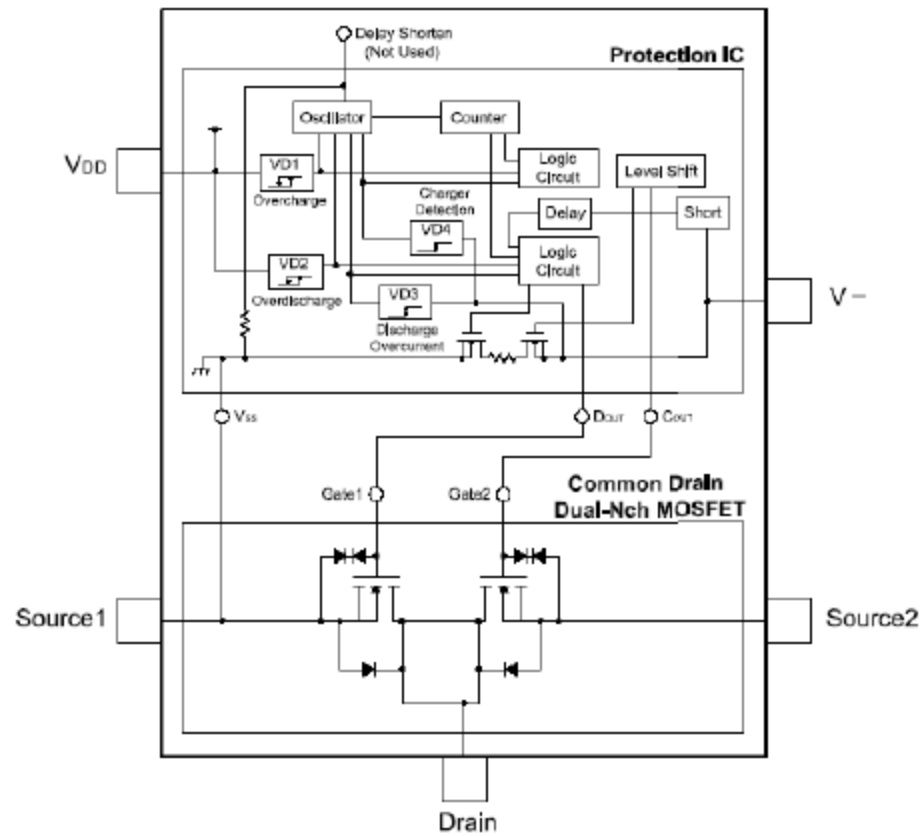 Delay Shorten
(Not Used)
Protection IC
Oscillator
Counter
VDD
VD1
Overcharge
Logic
Circuit
Level Shift
Charger
Detection
VD4
Delay
Short
Logic
Circuit
VD2
Overdischarge
VD3
Discharge
Overcurrent
V−
VSS
DOUT
COUT
Gate1
Gate2
Common Drain
Dual-Nch MOSFET
Source1
Source2
Drain